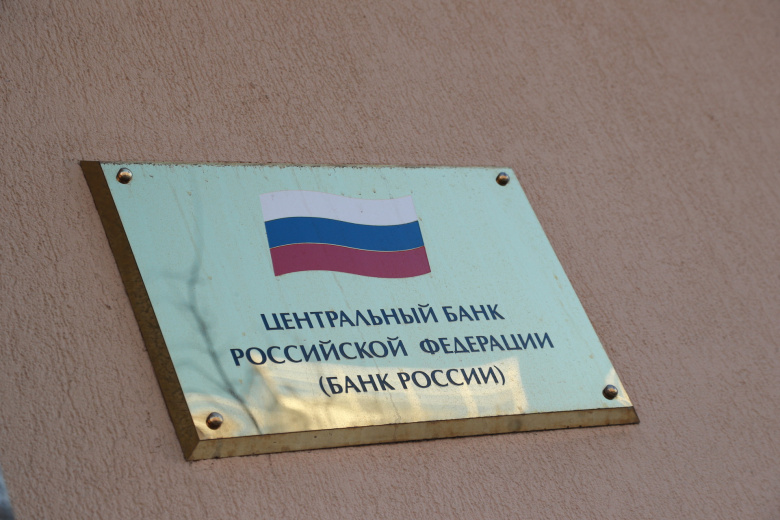 ЦЕНТРАЛЬНЫЙ БАНК
РОССИЙСКОЙ ФЕДЕРАЦИИ
(БАНК РОССИИ)